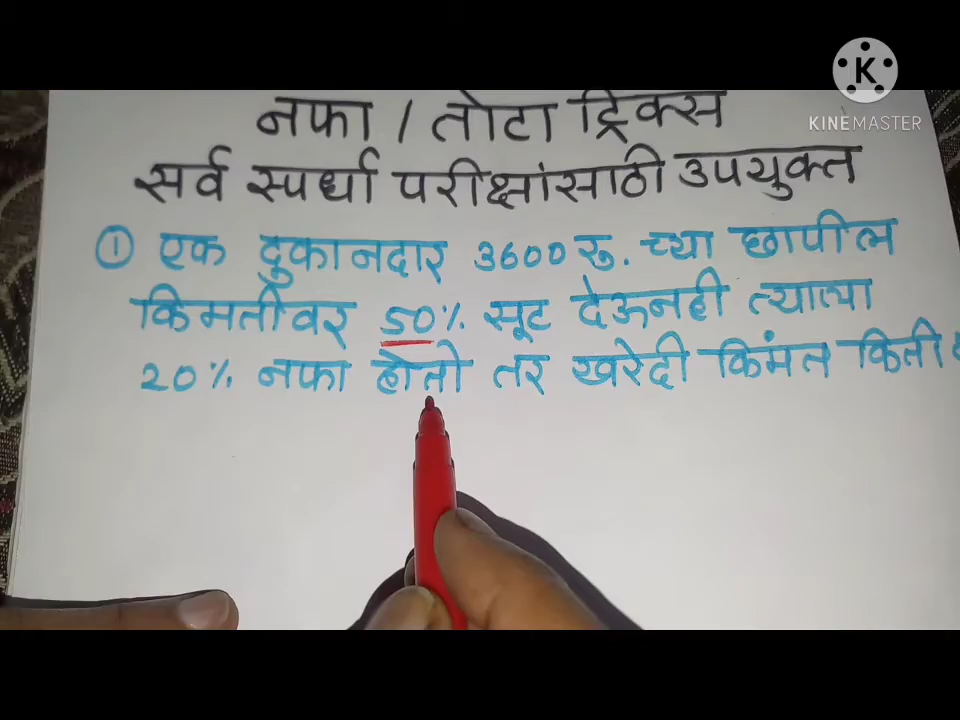 K
KINEMASTER
नफा / तोटा ट्रिक्स
सर्व स्पर्धा परीक्षांसाठी उपयुक्त
① एक दुकानदार 3600 रु. च्या छापील
किमतीवर 50% सूट देऊनही त्याला
20% नफा होतो तर खरेदी किंमत किती